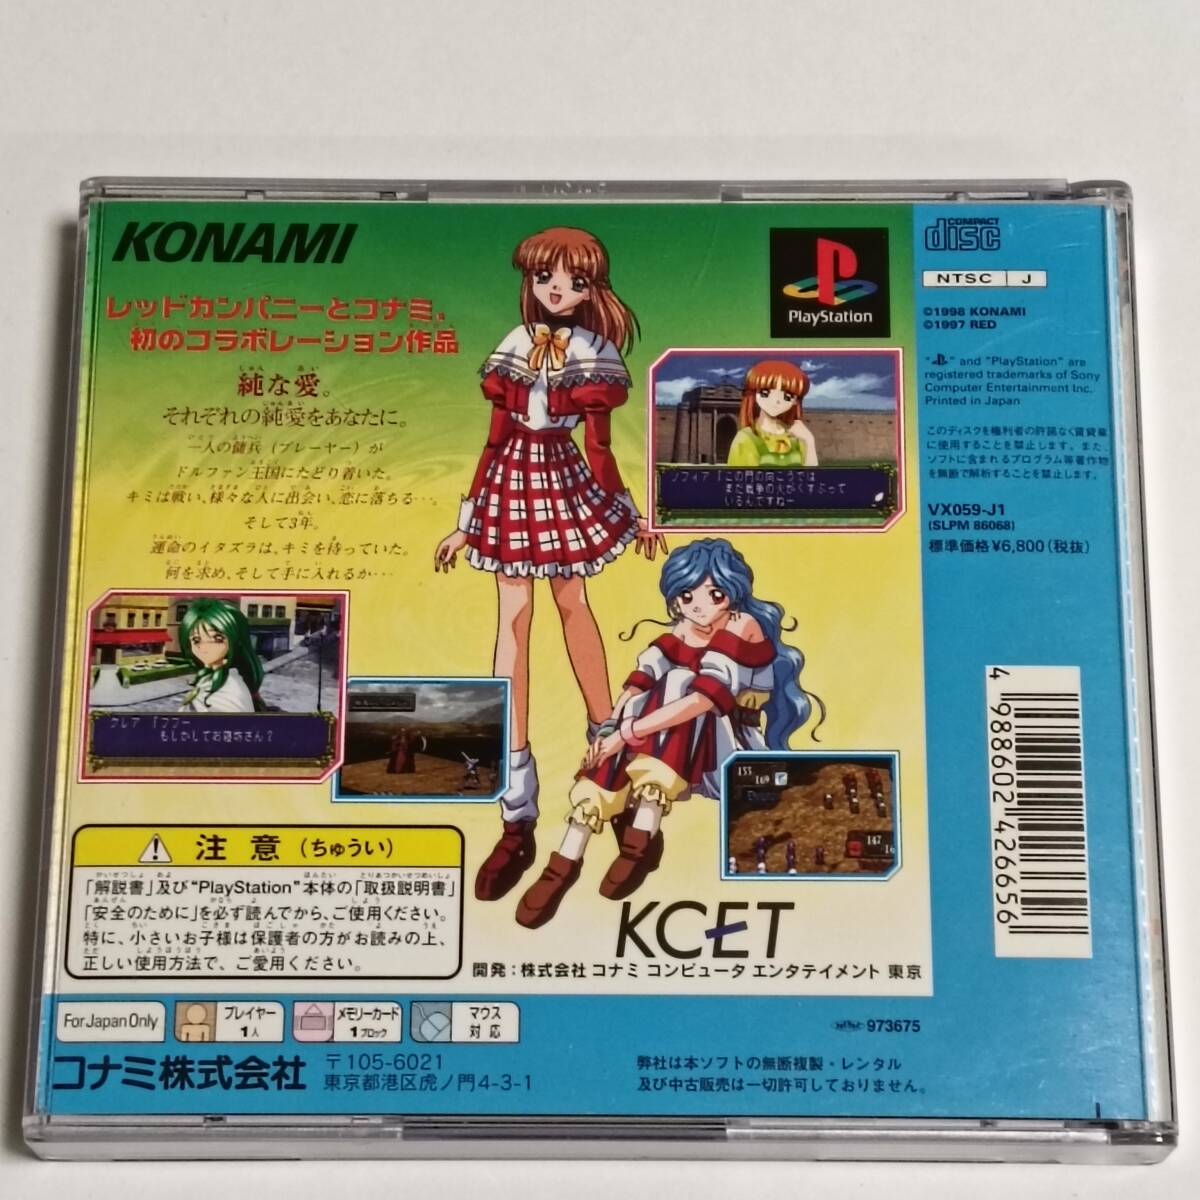 KONAMI
レッドカンパニーとコナミ、
初のコラボレーション作品
純な愛。
それぞれの純愛をあなたに。
一人の傭兵(プレーヤー)が
ドルファン王国にたどり着いた。
キミは戦い、様々な人に出会い、恋に落ちる…。
そして3年。
運命のイタズラは、キミを待っていた。
何を求め、そして手に入れるか…
PlayStation
COMPACT
disc
NTSC J
©1998 KONAMI
©1997 RED
"PS" and "PlayStation" are
registered trademarks of Sony
Computer Entertainment Inc.
Printed in Japan
このディスクを権利者の許諾なく賃貸業
に使用することを禁止します。また、
ソフトに含まれるプログラム等著作物
を無断で解析することを禁止します。
VX059-J1
(SLPM 86068)
標準価格¥6,800(税抜)
ソフィア「この門の向こうでは
まだ戦争の火がくすぶって
いるんですね…
クレア「フフ…
もしかしてお寝坊さん?
155
169
147
4 988602 426656
注意(ちゅうい)
「解説書」及び"PlayStation"本体の「取扱説明書」
「安全のために」を必ず読んでから、ご使用ください。
特に、小さいお子様は保護者の方がお読みの上、
正しい使用方法で、ご愛用ください。
KCET
開発:株式会社 コナミ コンピュータ エンタテイメント 東京
For Japan Only
プレイヤー
1人
メモリーカード
1ブロック
マウス
対応
973675
コナミ株式会社
〒105-6021
東京都港区虎ノ門4-3-1
弊社は本ソフトの無断複製・レンタル
及び中古販売は一切許可しておりません。